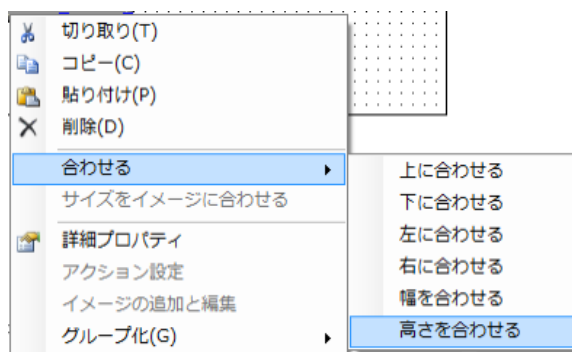 切り取り(T)
コピー(C)
貼り付け(P)
削除(D)
合わせる
サイズをイメージに合わせる
詳細プロパティ
アクション設定
イメージの追加と編集
グループ化(G)
上に合わせる
下に合わせる
左に合わせる
右に合わせる
幅を合わせる
高さを合わせる